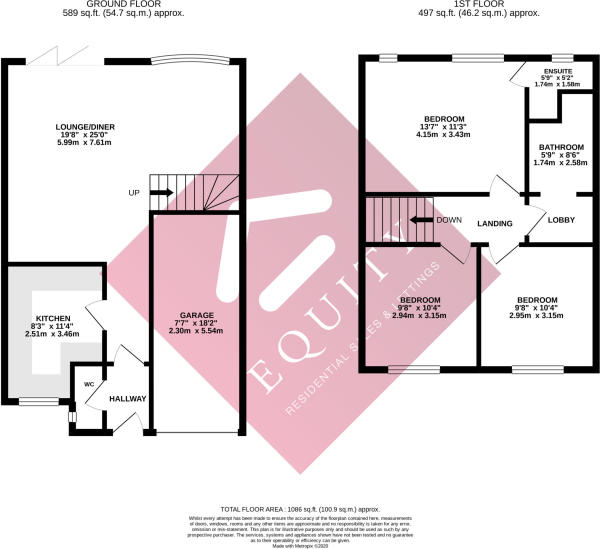 GROUND FLOOR
589 sq.ft. (54.7 sq.m.) approx.
1ST FLOOR
497 sq.ft. (46.2 sq.m.) approx.
LOUNGE/DINER
19'8" x 25'0"
5.99m x 7.61m
UP
KITCHEN
8'3" x 11'4"
2.51m x 3.46m
GARAGE
7'7" x 18'2"
2.30m x 5.54m
WC
HALLWAY
ENSUITE
5'9" x 5'2"
1.74m x 1.58m
BEDROOM
13'7" x 11'3"
4.15m x 3.43m
BATHROOM
5'9" x 8'6"
1.74m x 2.58m
DOWN
LANDING
LOBBY
BEDROOM
9'8" x 10'4"
2.94m x 3.15m
BEDROOM
9'8" x 10'4"
2.95m x 3.15m
EQUITY
RESIDENTIAL SALES & LETTINGS
TOTAL FLOOR AREA : 1086 sq.ft. (100.9 sq.m.) approx.
Whilst every attempt has been made to ensure the accuracy of the floorplan contained here, measurements
of doors, windows, rooms and any other items are approximate and no responsibility is taken for any error,
omission or mis-statement. This plan is for illustrative purposes only and should be used as such by any
prospective purchaser. The services, systems and appliances shown have not been tested and no guarantee
as to their operability or efficiency can be given.
Made with Metropix ©2020